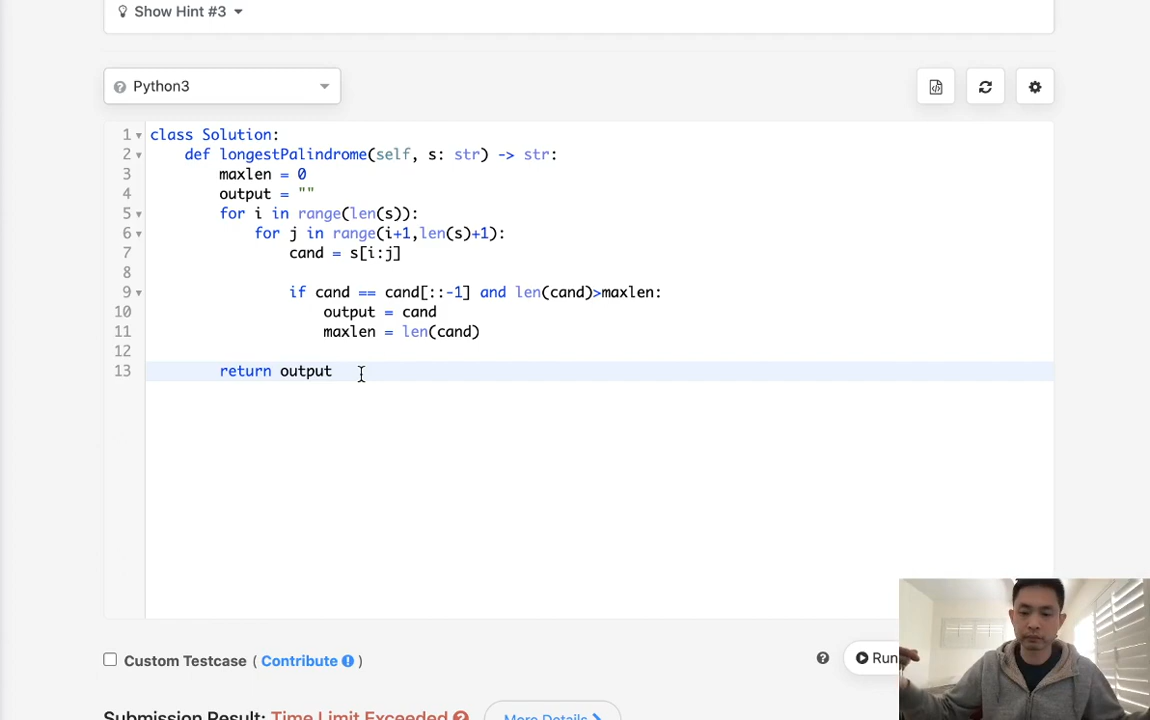 Show Hint #3
Python3
1 class Solution:
2 def longestPalindrome(self, s: str) -> str:
3 maxlen = 0
4 output = ""
5 for i in range(len(s)):
6 for j in range(i+1,len(s)+1):
7 cand = s[i:j]
8
9 if cand == cand[::-1] and len(cand)>maxlen:
10 output = cand
11 maxlen = len(cand)
12
13 return output
Custom Testcase ( Contribute )
Run
Submission Result: Time Limit Exceeded
More Details